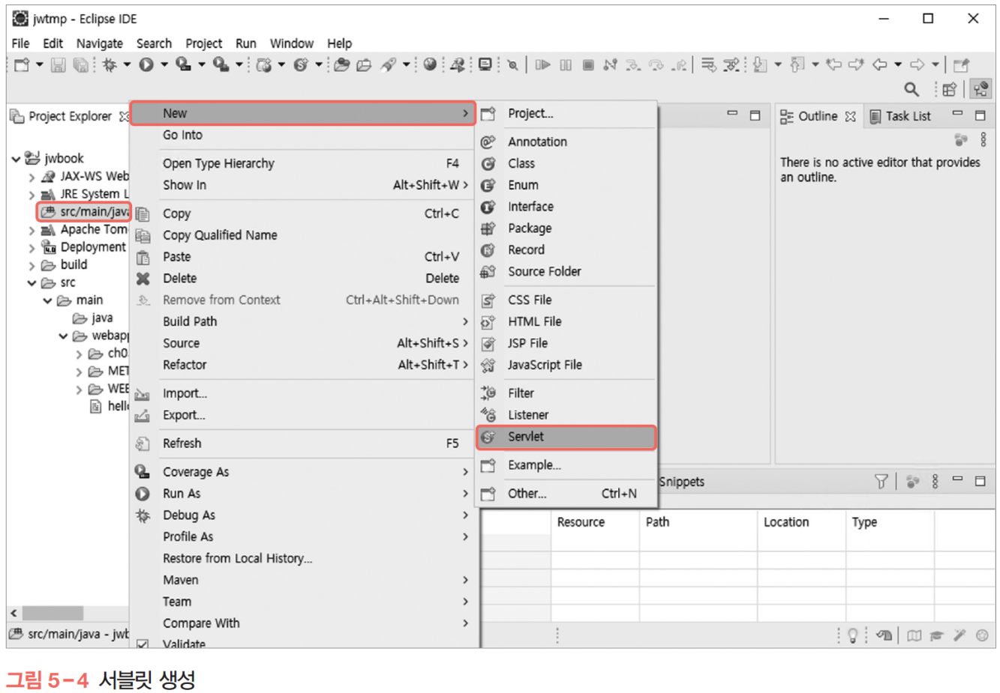 jwtmp - Eclipse IDE
File Edit Navigate Search Project Run Window Help
Project Explorer
jwbook
JAX-WS Web
JRE System L
src/main/java
Apache Tom
Deployment
build
src
main
java
webapp
ch0
MET
WEB
hello
src/main/java - jwb
New
Go Into
Open Type Hierarchy F4
Show In Alt+Shift+W >
Copy Ctrl+C
Copy Qualified Name
Paste Ctrl+V
Delete Delete
Remove from Context Ctrl+Alt+Shift+Down
Build Path
Source Alt+Shift+S >
Refactor Alt+Shift+T >
Import...
Export...
Refresh F5
Coverage As
Run As
Debug As
Profile As
Restore from Local History...
Maven
Team
Compare With
Validate
Project...
Annotation
Class
Enum
Interface
Package
Record
Source Folder
CSS File
HTML File
JSP File
JavaScript File
Filter
Listener
Servlet
Example...
Other... Ctrl+N
Outline Task List
There is no active editor that provides
an outline.
Snippets
Resource Path Location Type
그림 5-4 서블릿 생성